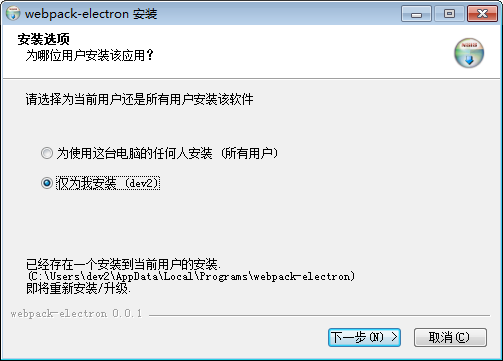 webpack-electron 安装
安装选项
为哪位用户安装该应用？
请选择为当前用户还是所有用户安装该软件
为使用这台电脑的任何人安装 (所有用户)
仅为我安装 (dev2)
已经存在一个安装到当前用户的安装.
(C:\Users\dev2\AppData\Local\Programs\webpack-electron)
即将重新安装/升级.
webpack-electron 0.0.1
下一步(N) >
取消(C)